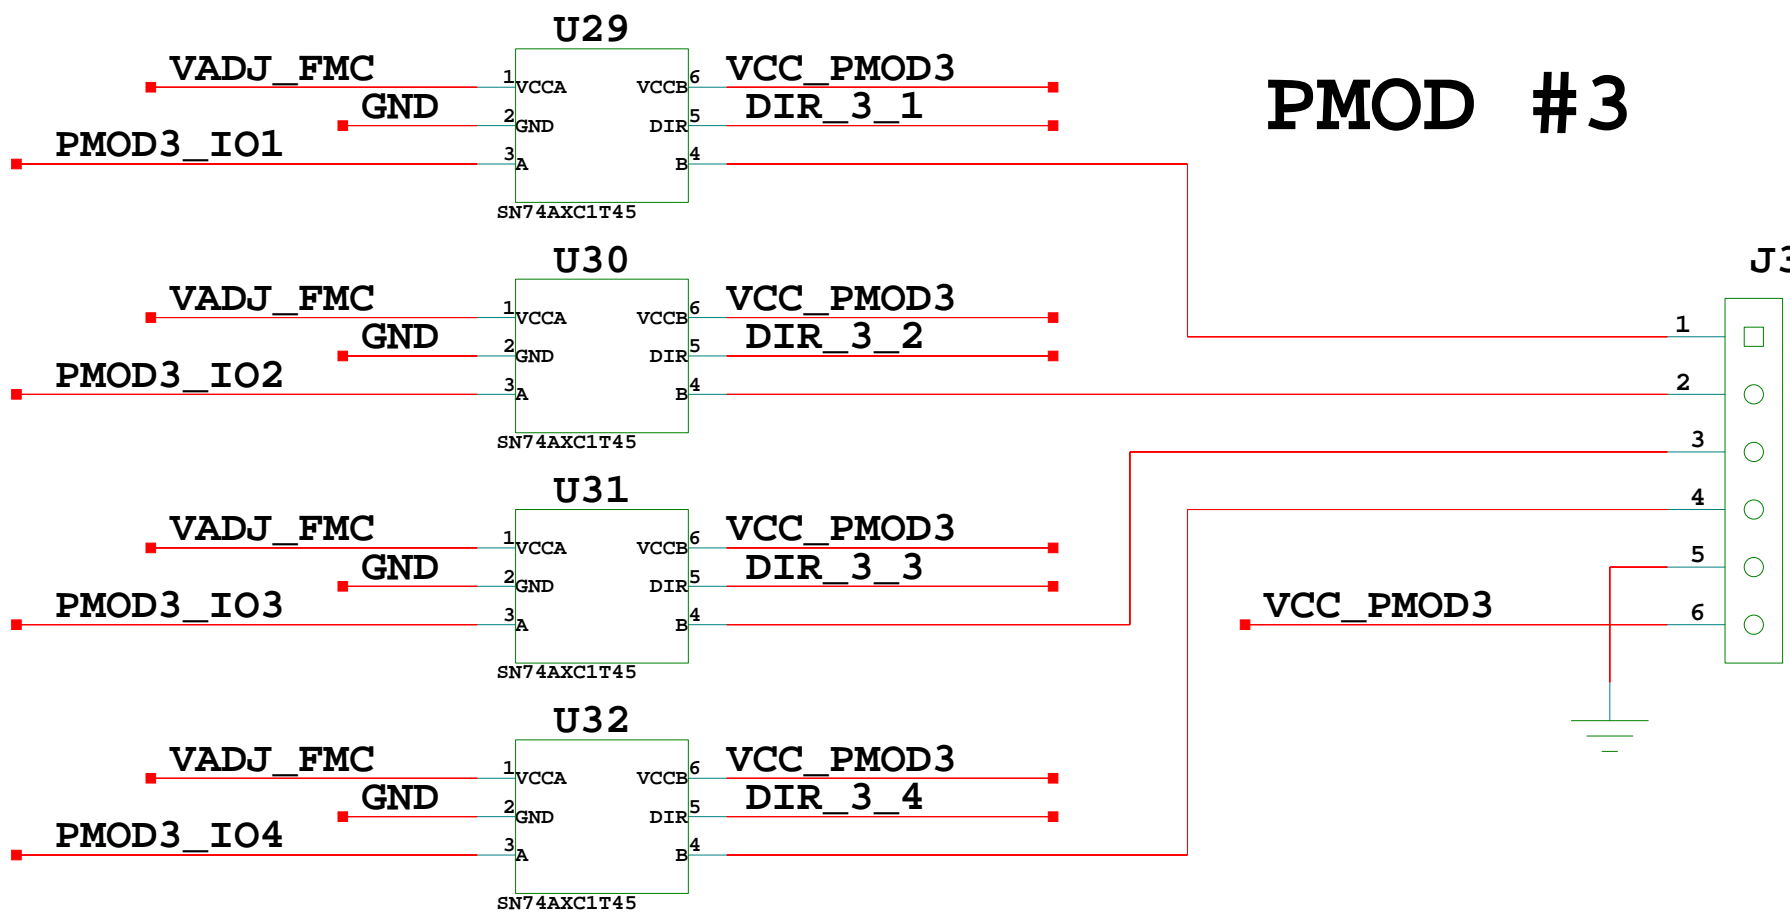 PMOD #3
U29
VADJ_FMC 1 VCCA VCCB 6 VCC_PMOD3
GND 2 GND DIR 5 DIR_3_1
PMOD3_IO1 3 A B 4
SN74AXC1T45
U30
VADJ_FMC 1 VCCA VCCB 6 VCC_PMOD3
GND 2 GND DIR 5 DIR_3_2
PMOD3_IO2 3 A B 4
SN74AXC1T45
U31
VADJ_FMC 1 VCCA VCCB 6 VCC_PMOD3
GND 2 GND DIR 5 DIR_3_3
PMOD3_IO3 3 A B 4
SN74AXC1T45
U32
VADJ_FMC 1 VCCA VCCB 6 VCC_PMOD3
GND 2 GND DIR 5 DIR_3_4
PMOD3_IO4 3 A B 4
SN74AXC1T45
J3
1
2
3
4
5
VCC_PMOD3 6